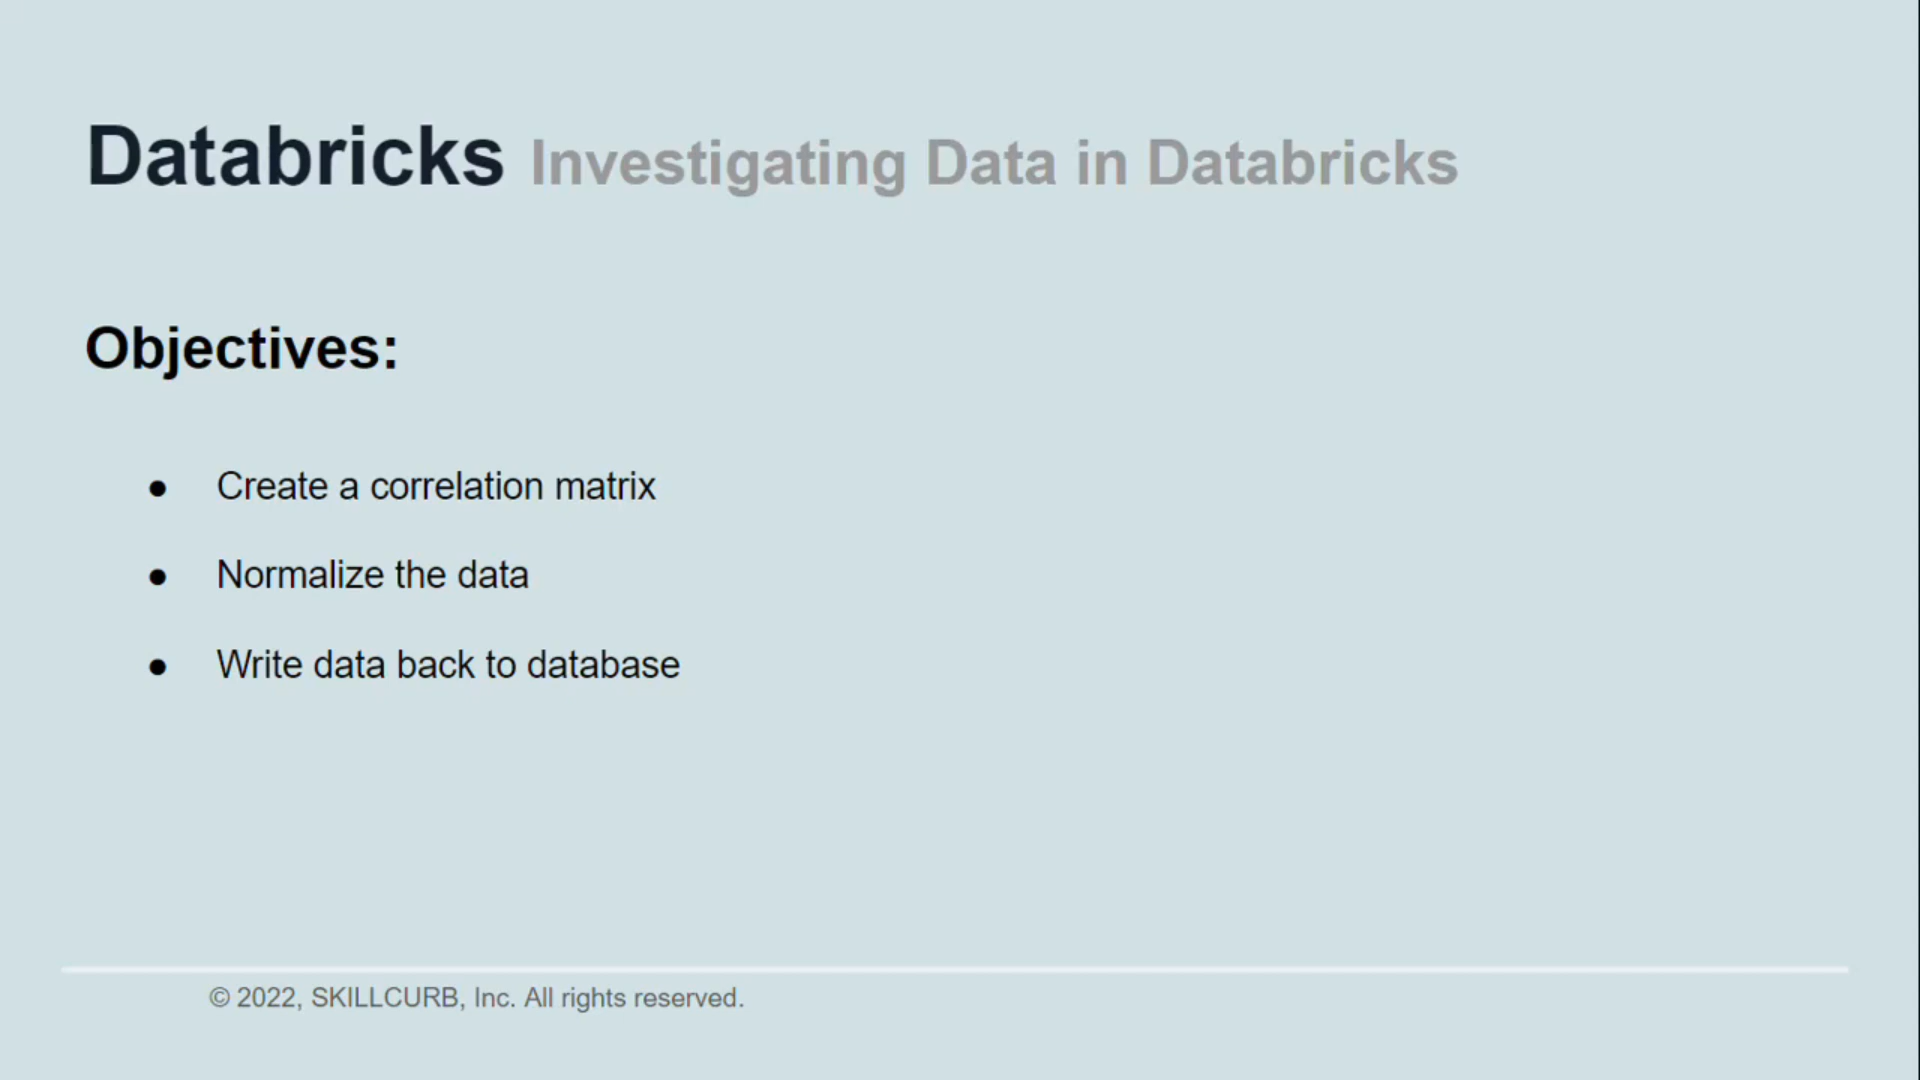 Databricks Investigating Data in Databricks
Objectives:
● Create a correlation matrix
● Normalize the data
● Write data back to database
© 2022, SKILLCURB, Inc. All rights reserved.